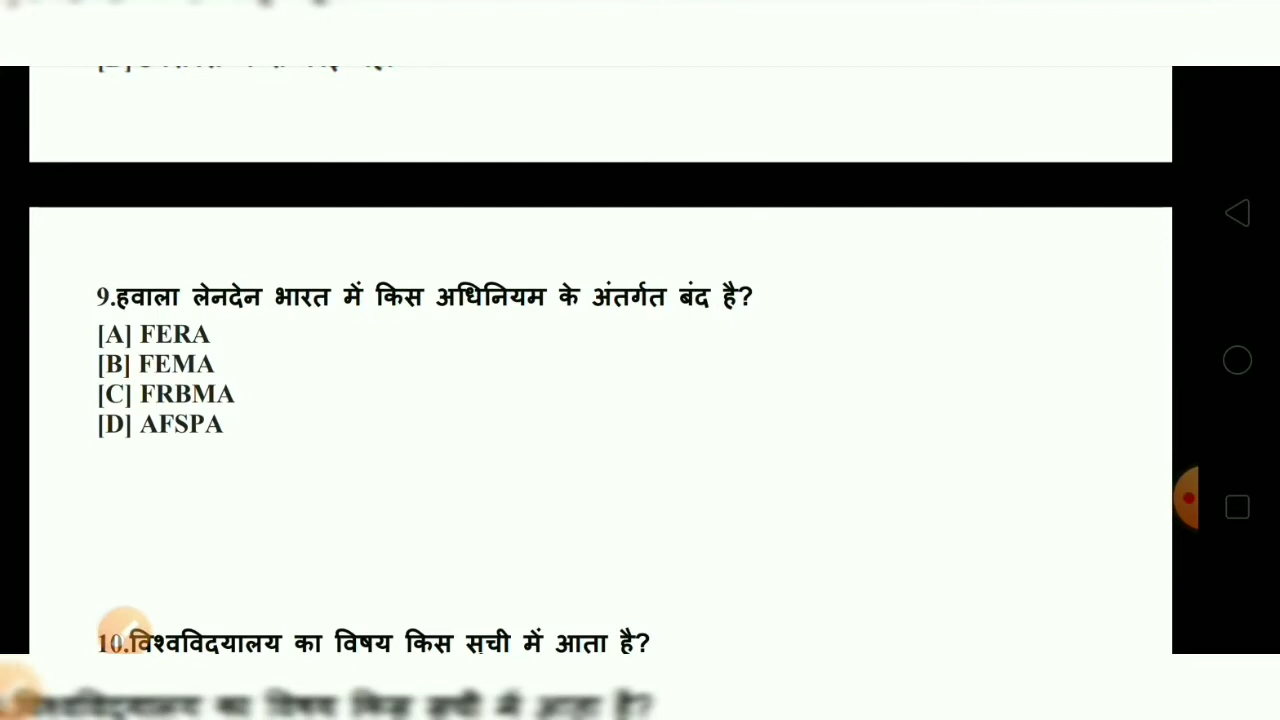 9.हवाला लेनदेन भारत में किस अधिनियम के अंतर्गत बंद है?
[A] FERA
[B] FEMA
[C] FRBMA
[D] AFSPA
10.विश्वविदयालय का विषय किस सूची में आता है?